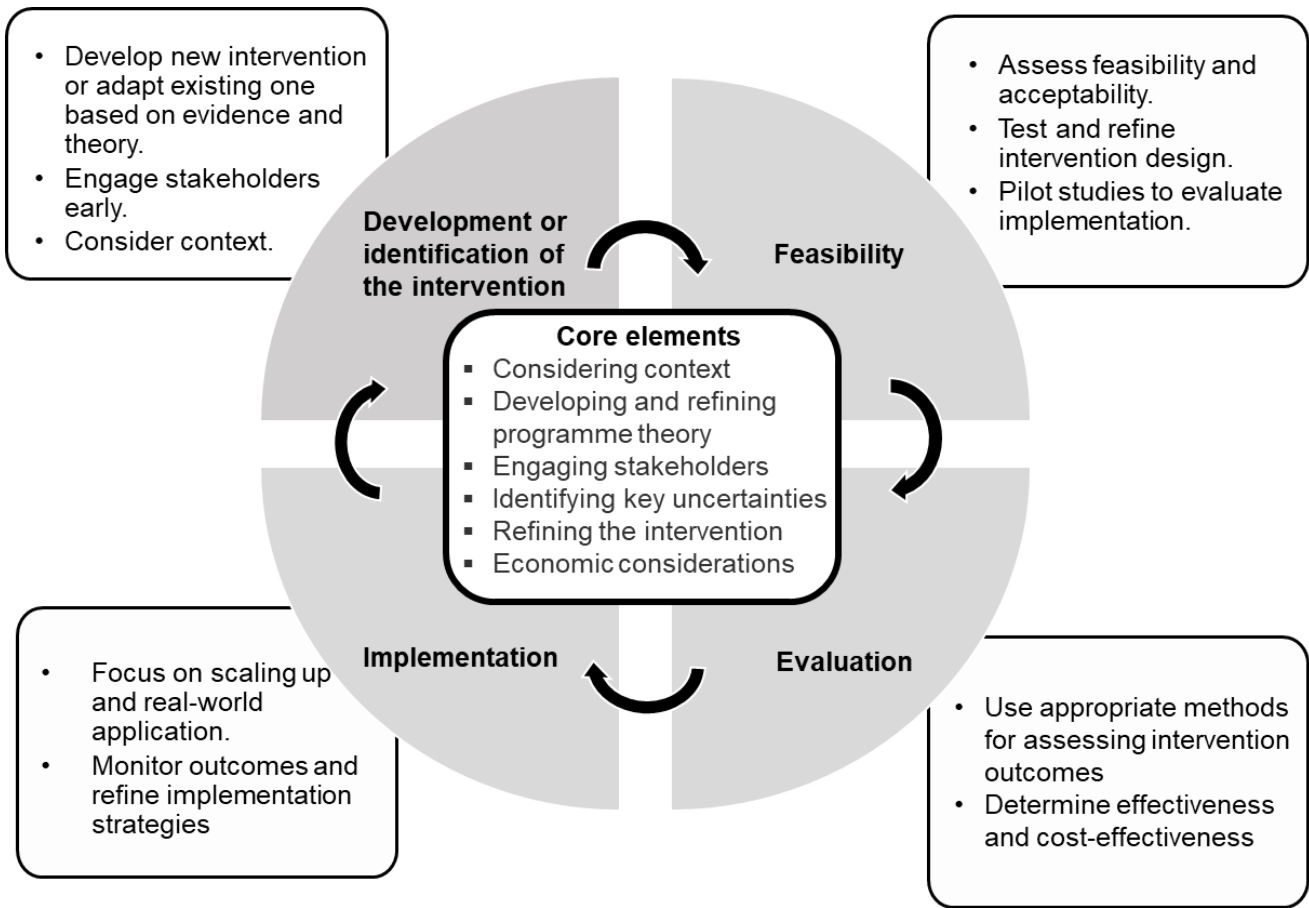 • Develop new intervention
or adapt existing one
based on evidence and
theory.
• Engage stakeholders
early.
• Consider context.
• Assess feasibility and
acceptability.
• Test and refine
intervention design.
• Pilot studies to evaluate
implementation.
Development or
identification of
the intervention
Feasibility
Core elements
▪ Considering context
▪ Developing and refining
programme theory
▪ Engaging stakeholders
▪ Identifying key uncertainties
▪ Refining the intervention
▪ Economic considerations
Implementation
Evaluation
• Focus on scaling up
and real-world
application.
• Monitor outcomes and
refine implementation
strategies
• Use appropriate methods
for assessing intervention
outcomes
• Determine effectiveness
and cost-effectiveness